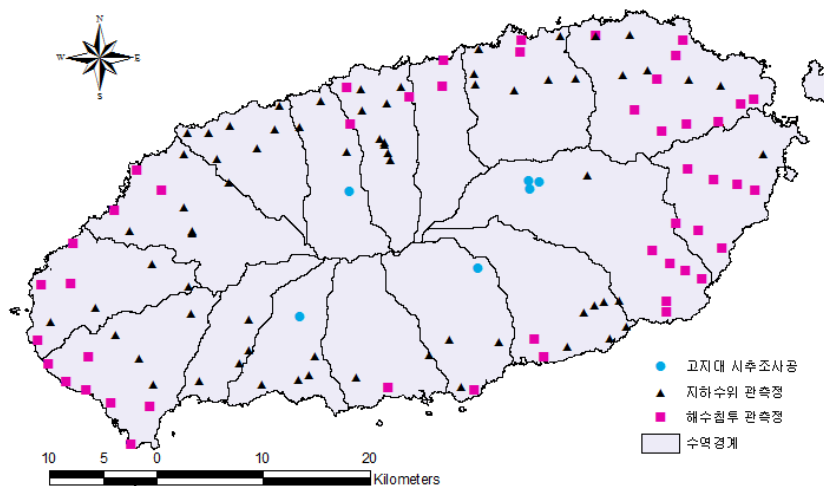 N
W E
S
고지대 시추조사공
지하수위 관측정
해수침투 관측정
수역경계
10 5 0 10 20
Kilometers